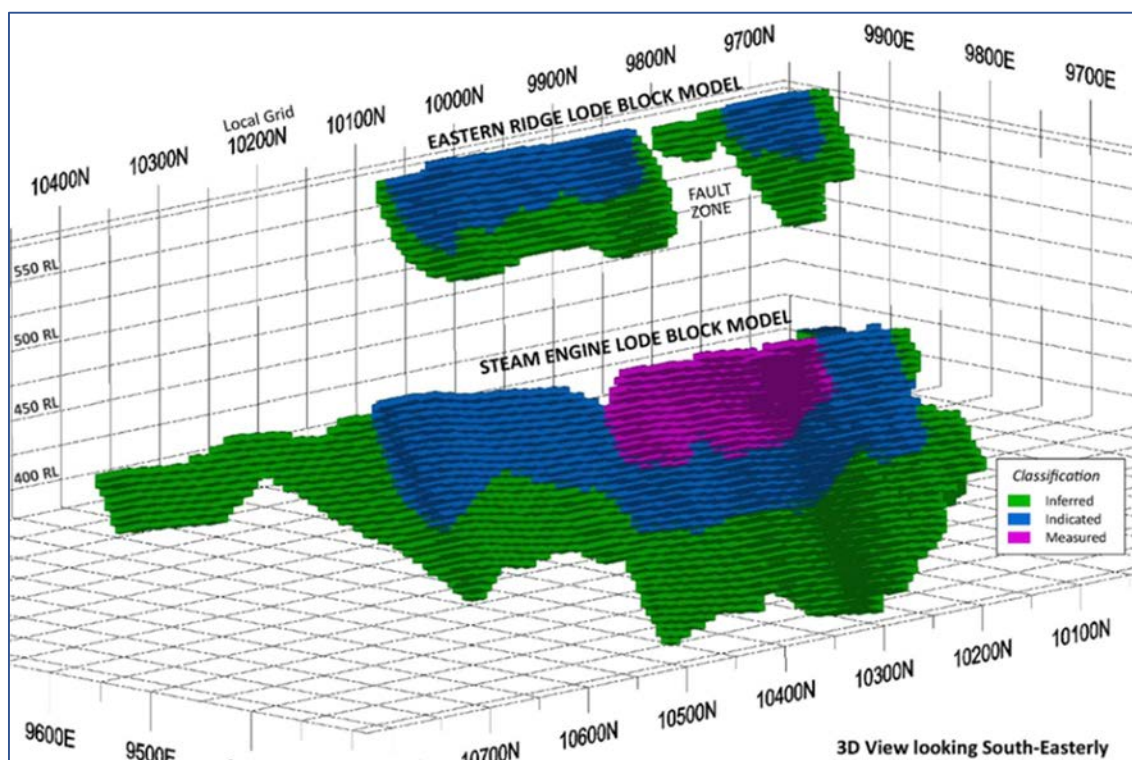 9700N
9800N
9900N
10000N
10100N
Local Grid
10200N
10300N
10400N
9900E
9800E
9700E
EASTERN RIDGE LODE BLOCK MODEL
FAULT
ZONE
550 RL
500 RL
450 RL
400 RL
STEAM ENGINE LODE BLOCK MODEL
Classification
Inferred
Indicated
Measured
9600E
9500E
10700N
10600N
10500N
10400N
10300N
10200N
10100N
3D View looking South-Easterly